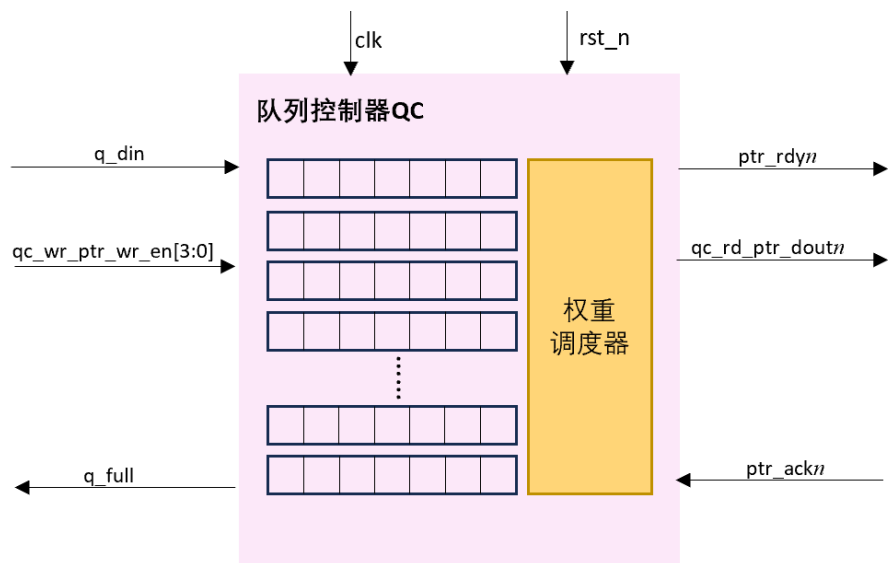 clk
rst_n
队列控制器QC
q_din
ptr_rdyn
qc_wr_ptr_wr_en[3:0]
qc_rd_ptr_doutn
权重
调度器
q_full
ptr_ackn